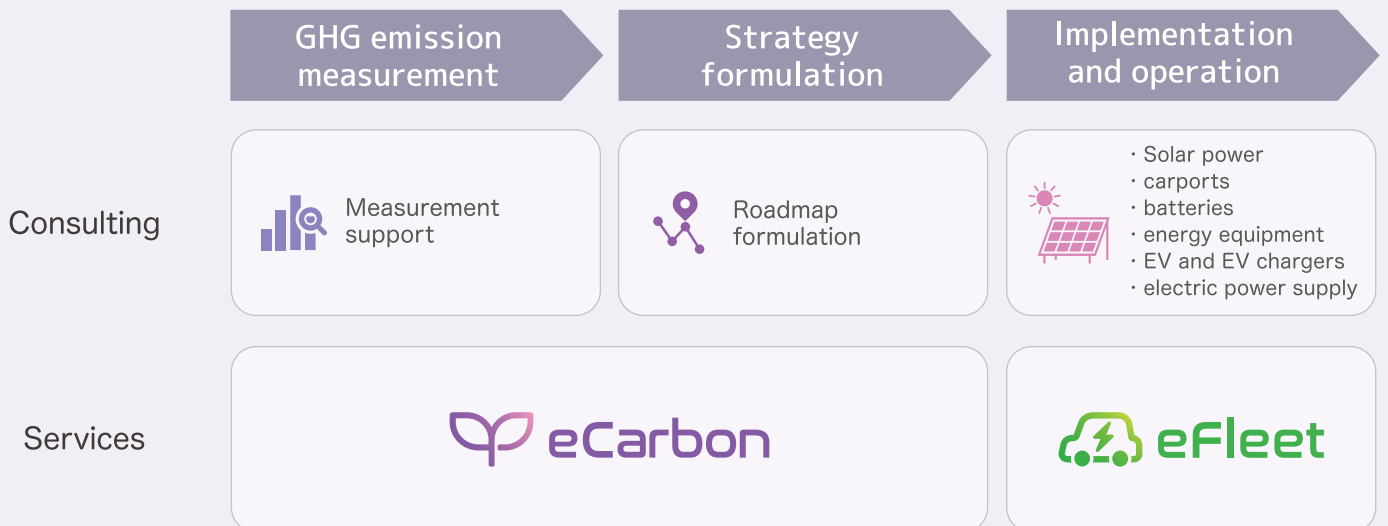 GHG emission
measurement
Strategy
formulation
Implementation
and operation
Consulting
Measurement
support
Roadmap
formulation
・Solar power
・carports
・batteries
・energy equipment
・EV and EV chargers
・electric power supply
Services
eCarbon
eFleet